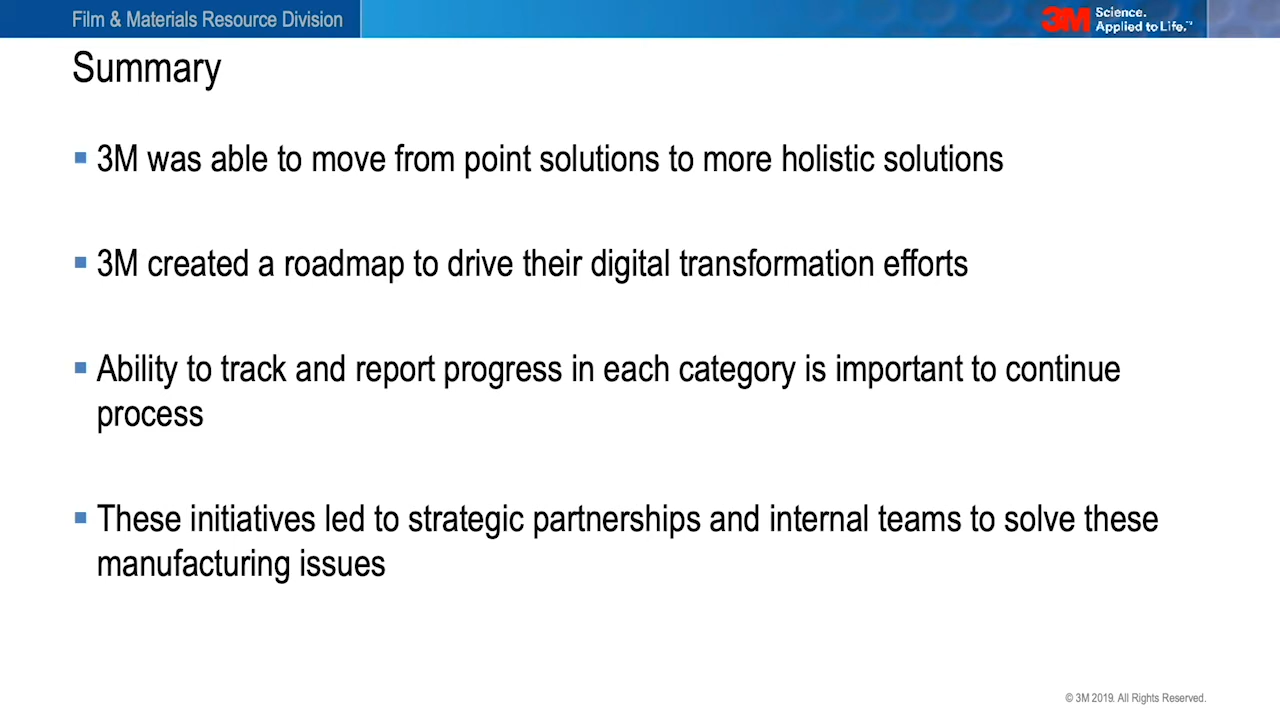 Film & Materials Resource Division
3M Science.
Applied to Life.™
Summary
▪ 3M was able to move from point solutions to more holistic solutions
▪ 3M created a roadmap to drive their digital transformation efforts
▪ Ability to track and report progress in each category is important to continue
process
▪ These initiatives led to strategic partnerships and internal teams to solve these
manufacturing issues
© 3M 2019. All Rights Reserved.